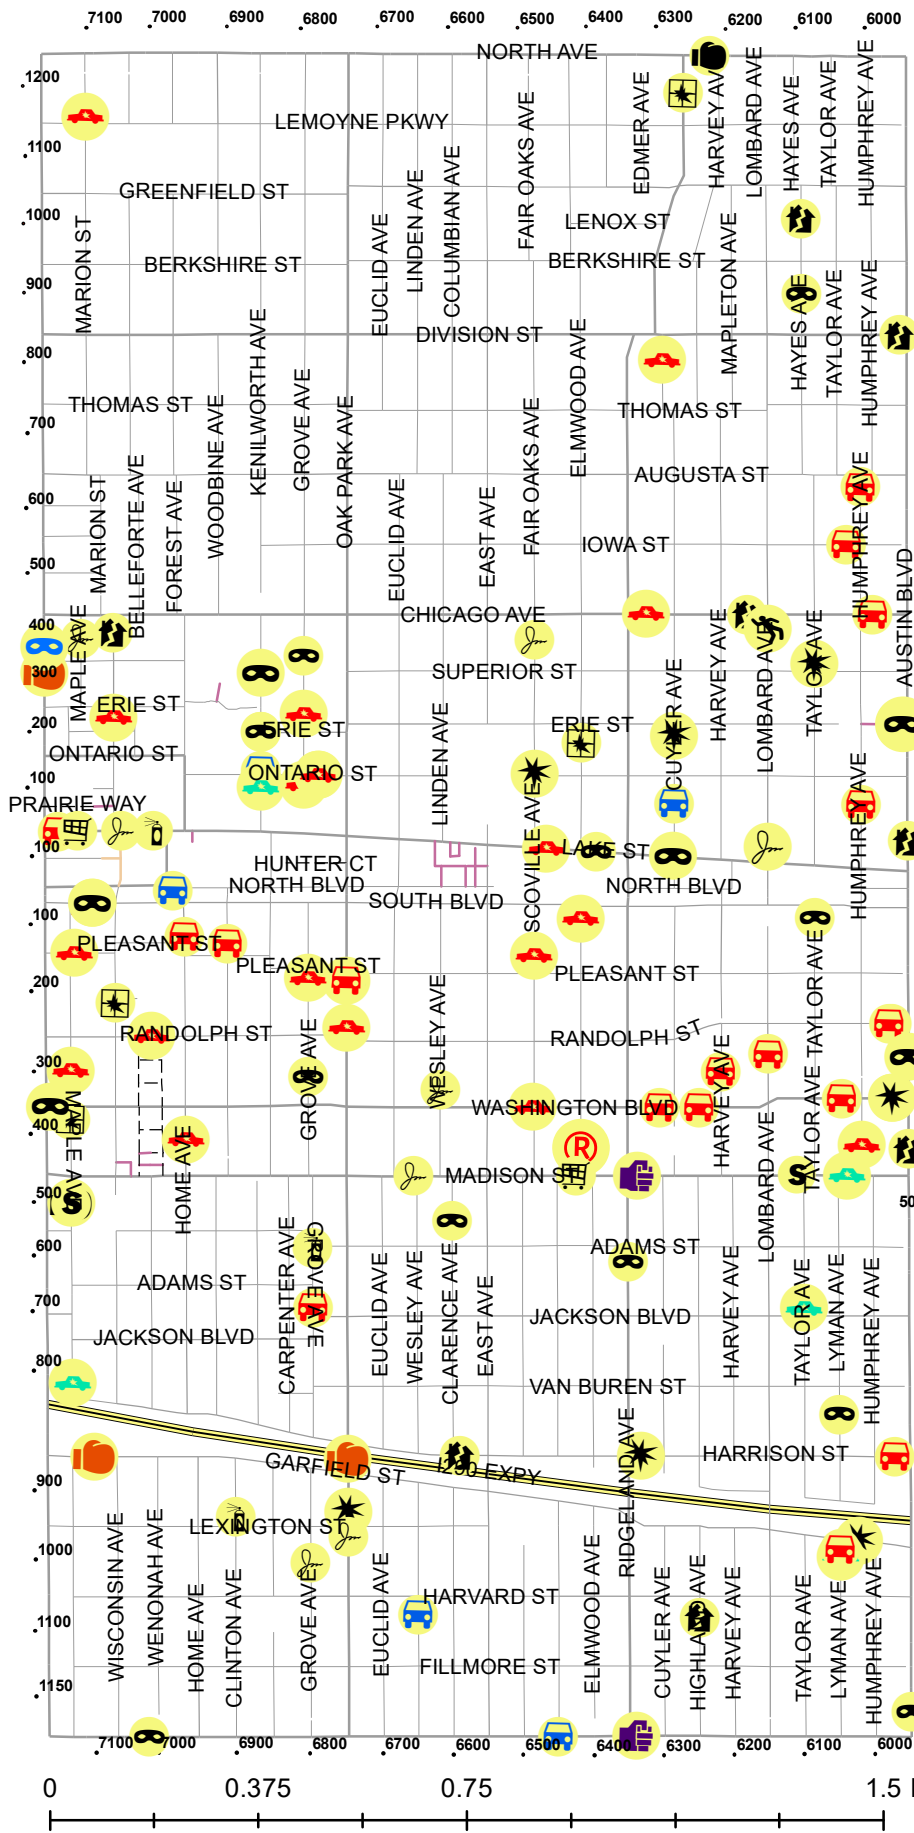 .7100 .7000 .6900 .6800 .6700 .6600 .6500 .6400 .6300 .6200 .6100 .6000
NORTH AVE
.1200
LEMOYNE PKWY
.1100
EDMER AVE
HARVEY AVE
LOMBARD AVE
HAYES AVE
TAYLOR AVE
HUMPHREY AVE
FAIR OAKS AVE
COLUMBIAN AVE
LINDEN AVE
EUCLID AVE
GREENFIELD ST
.1000
LENOX ST
MARION ST
BERKSHIRE ST
BERKSHIRE ST
.900
MAPLETON AVE
HAYES AVE
TAYLOR AVE
HUMPHREY AVE
DIVISION ST
.800
KENILWORTH AVE
GROVE AVE
ELMWOOD AVE
THOMAS ST
THOMAS ST
.700
WOODBINE AVE
OAK PARK AVE
FAIR OAKS AVE
AUGUSTA ST
.600
MARION ST
BELLEFORTE AVE
FOREST AVE
EUCLID AVE
EAST AVE
IOWA ST
HUMPHREY AVE
.500
AUSTIN BLVD
CHICAGO AVE
.400
MAPLE AVE
SUPERIOR ST
.300
CUYLER AVE
HARVEY AVE
LOMBARD AVE
TAYLOR AVE
ERIE ST
ERIE ST
ERIE ST
.200
LINDEN AVE
ONTARIO ST
ONTARIO ST
.100
PRAIRIE WAY
SCOVILLE AVE
HUMPHREY AVE
LAKE ST
.100
HUNTER CT
NORTH BLVD
NORTH BLVD
SOUTH BLVD
.100
PLEASANT ST
PLEASANT ST
PLEASANT ST
.200
WESLEY AVE
TAYLOR AVE
RANDOLPH ST
RANDOLPH ST
.300
GROVE AVE
HARVEY AVE
WASHINGTON BLVD
MAPLE AVE
.400
HOME AVE
TAYLOR AVE
LOMBARD AVE
R
MADISON ST
S
.500
S
50
CARPENTER AVE
GROVE AVE
ADAMS ST
.600
EUCLID AVE
WESLEY AVE
CLARENCE AVE
EAST AVE
HARVEY AVE
TAYLOR AVE
LYMAN AVE
HUMPHREY AVE
ADAMS ST
.700
JACKSON BLVD
JACKSON BLVD
.800
VAN BUREN ST
RIDGELAND AVE
HARRISON ST
GARFIELD ST
I290 EXPY
.900
LEXINGTON ST
.1000
WISCONSIN AVE
WENONAH AVE
HOME AVE
CLINTON AVE
GROVE AVE
EUCLID AVE
HARVARD ST
ELMWOOD AVE
CUYLER AVE
HIGHLAND AVE
HARVEY AVE
TAYLOR AVE
LYMAN AVE
HUMPHREY AVE
.1100
FILLMORE ST
.1150
.7100 .7000 .6900 .6800 .6700 .6600 .6500 .6400 .6300 .6200 .6100 .6000
0 0.375 0.75 1.5